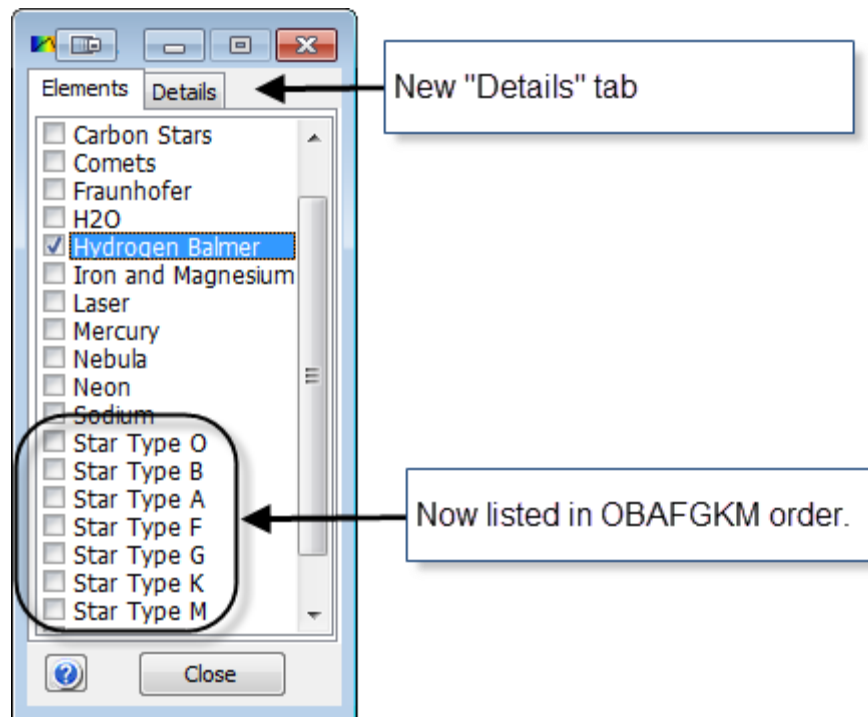 Elements
Details
New "Details" tab
Carbon Stars
Comets
Fraunhofer
H2O
Hydrogen Balmer
Iron and Magnesium
Laser
Mercury
Nebula
Neon
Sodium
Star Type O
Star Type B
Star Type A
Star Type F
Star Type G
Star Type K
Star Type M
Now listed in OBAFGKM order.
Close